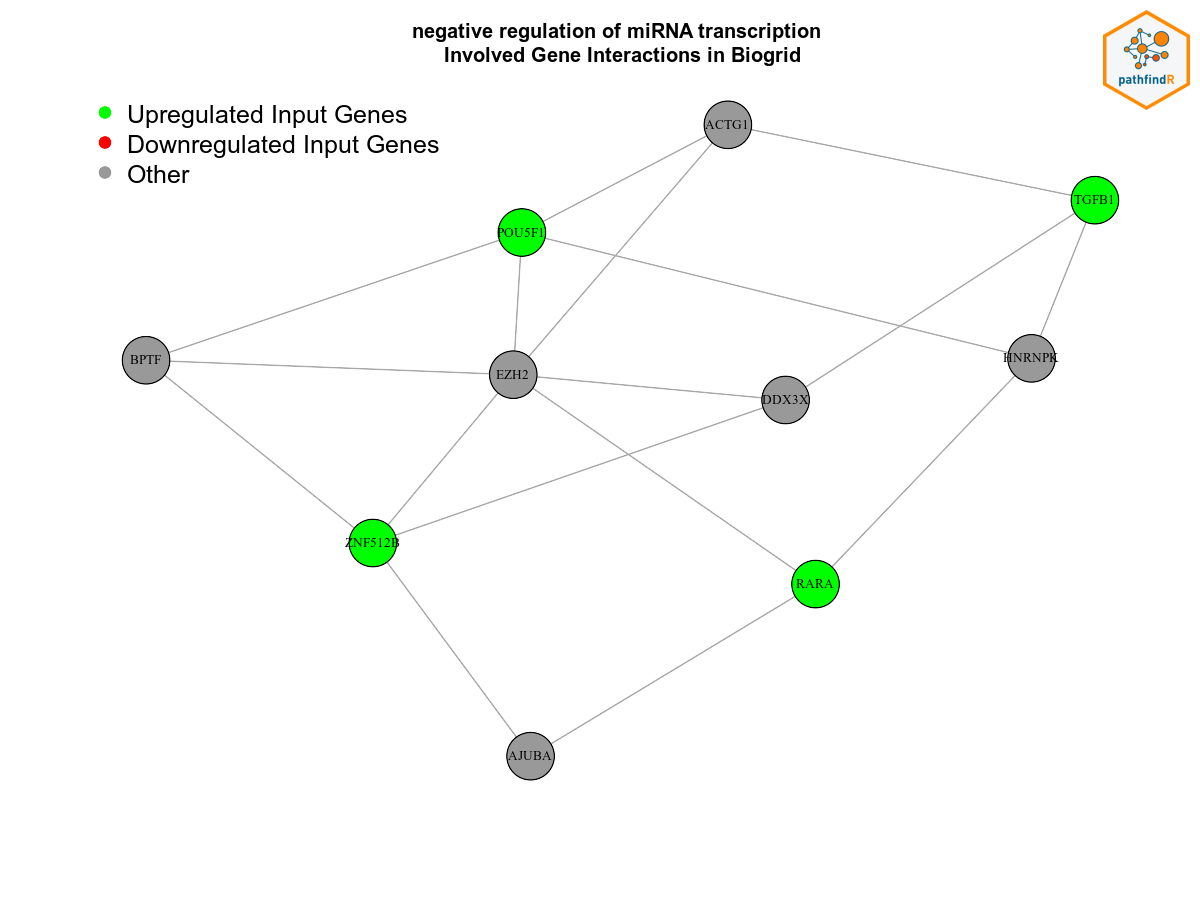 negative regulation of miRNA transcription
Involved Gene Interactions in Biogrid
pathfindR
Upregulated Input Genes
Downregulated Input Genes
Other
ACTG1
TGFB1
POU5F1
BPTF
EZH2
HNRNPK
DDX3X
ZNF512B
RARA
AJUBA